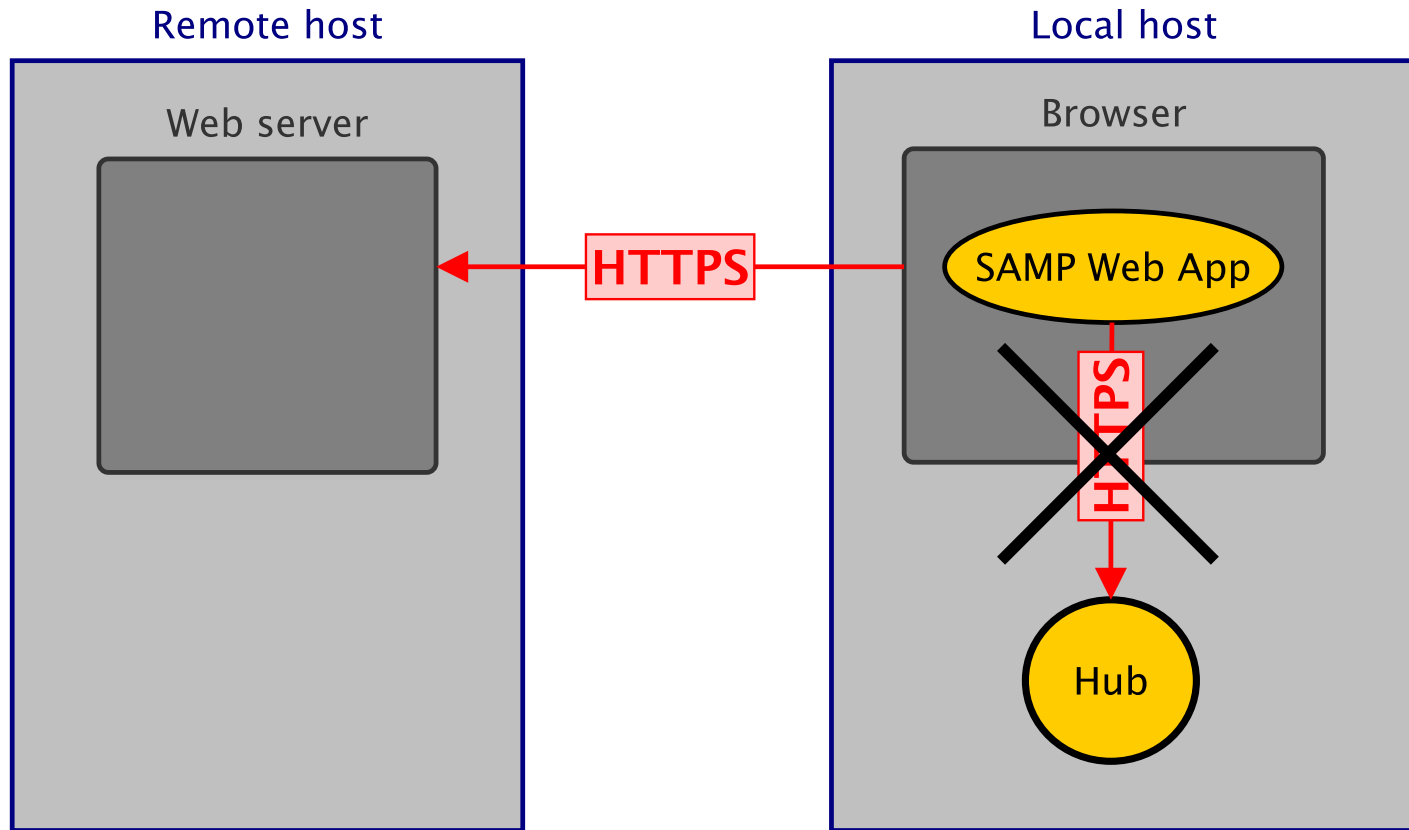 Remote host
Local host
Web server
Browser
HTTPS
SAMP Web App
HTTPS
Hub